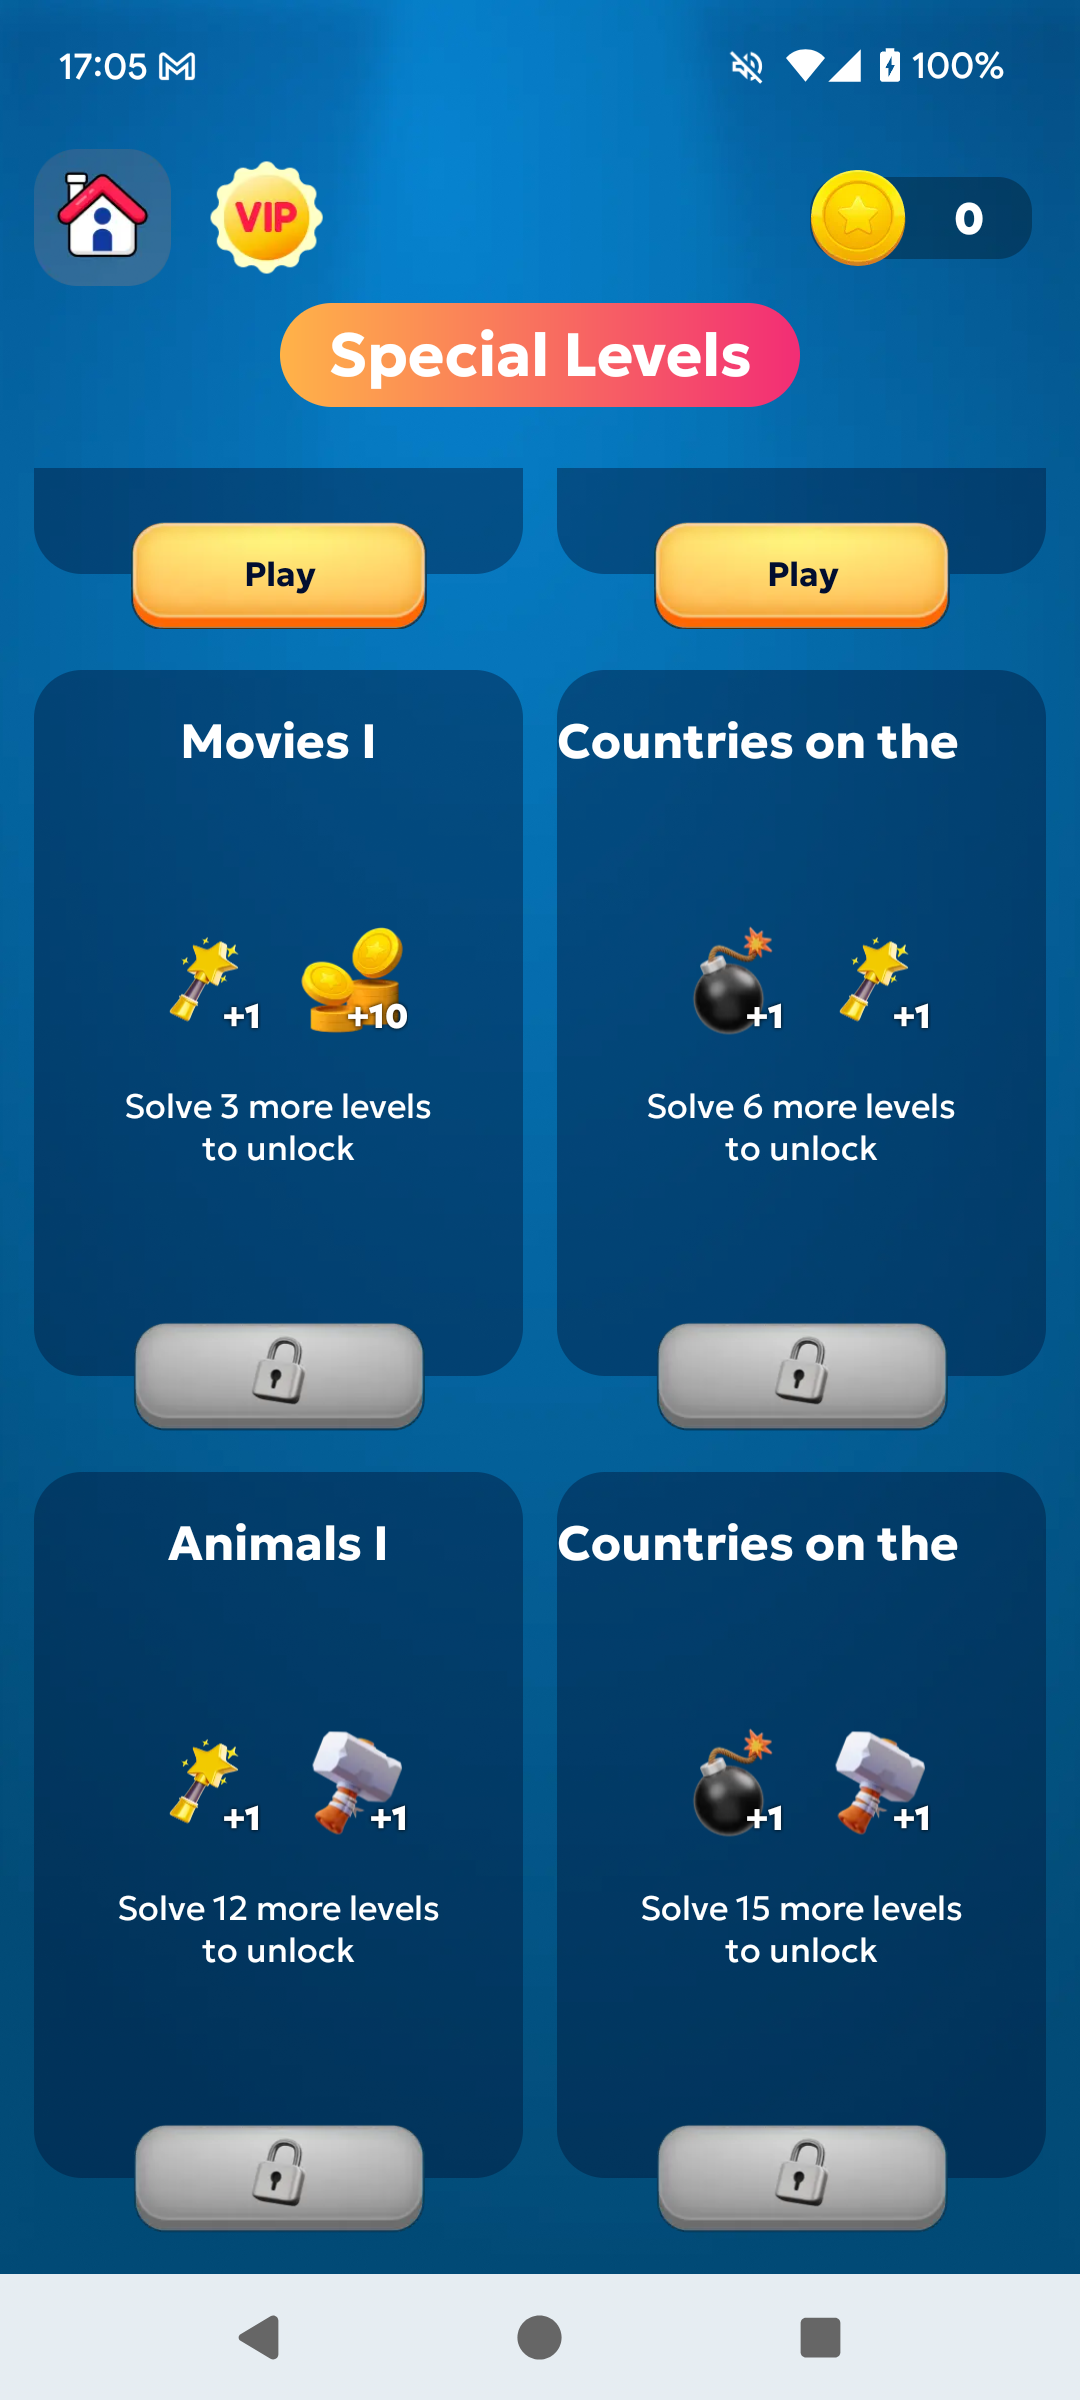 17:05 100%
VIP 0
Special Levels
Play Play
Movies I
+1 +10
Solve 3 more levels
to unlock
Countries on the
+1 +1
Solve 6 more levels
to unlock
Animals I
+1 +1
Solve 12 more levels
to unlock
Countries on the
+1 +1
Solve 15 more levels
to unlock